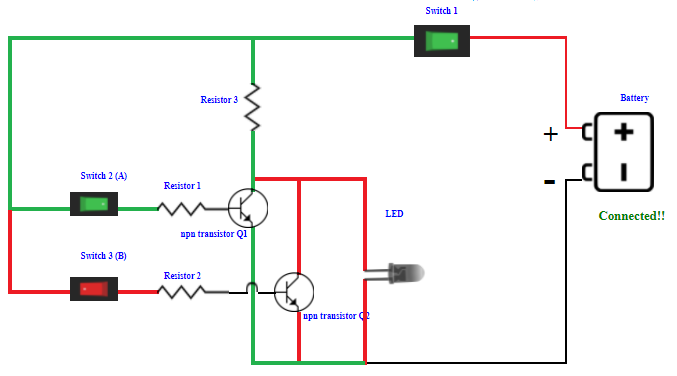 Switch 1
Battery
Resistor 3
+
+
Switch 2 (A)
Resistor 1
-
LED
Connected!!
npn transistor Q1
Switch 3 (B)
Resistor 2
npn transistor Q2